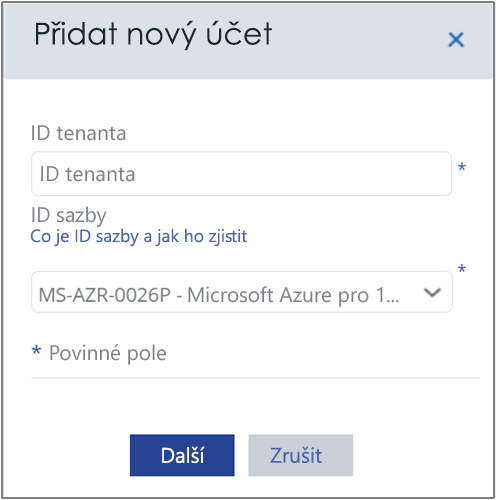 Přidat nový účet
ID tenanta
ID tenanta
*
ID sazby
Co je ID sazby a jak ho zjistit
*
MS-AZR-0026P - Microsoft Azure pro 1...
* Povinné pole
Další
Zrušit